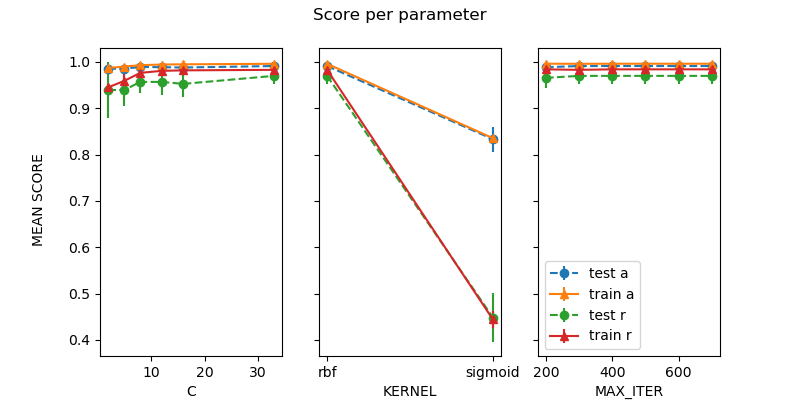 Score per parameter
MEAN SCORE
1.0
0.9
0.8
0.7
0.6
0.5
0.4
10 20 30
C
rbf sigmoid
KERNEL
200 400 600
MAX_ITER
test a
train a
test r
train r